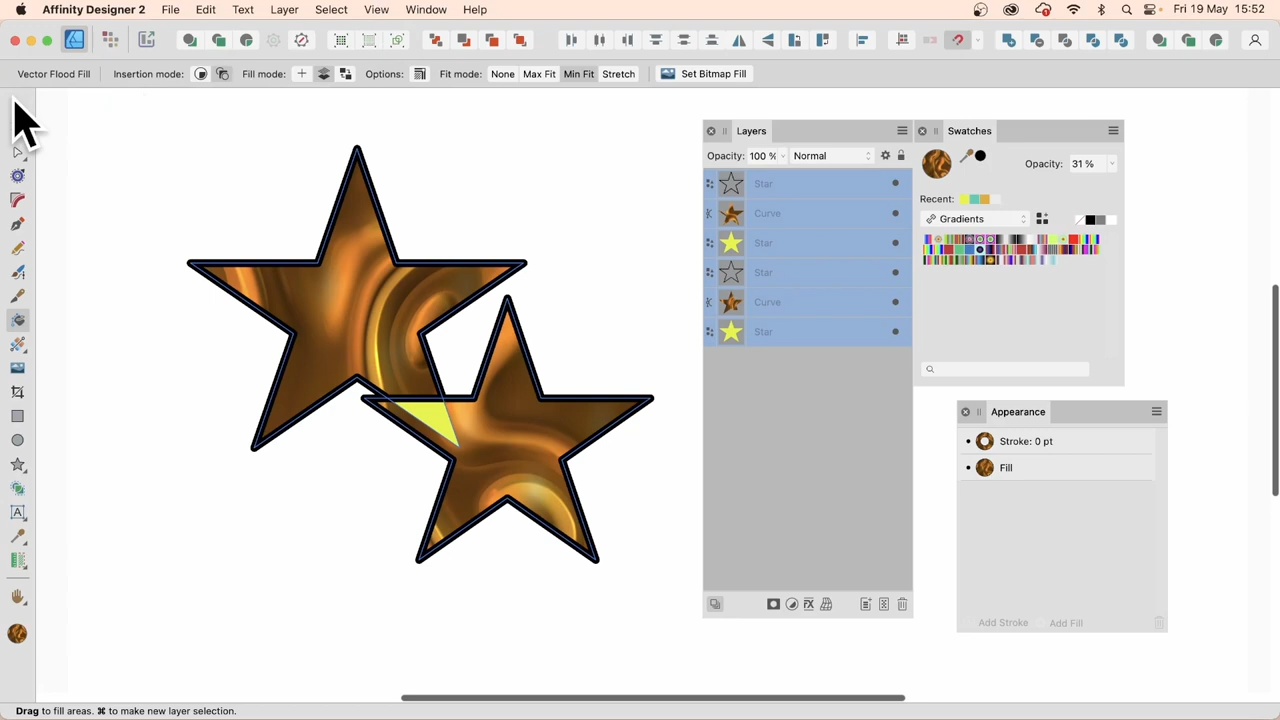 Affinity Designer 2 File Edit Text Layer Select View Window Help Fri 19 May 15:52
Vector Flood Fill Insertion mode: Fill mode: Options: Fit mode: None Max Fit Min Fit Stretch Set Bitmap Fill
Layers
Opacity: 100 % Normal
Star
Curve
Star
Star
Curve
Star
FX
Swatches
Opacity: 31 %
Recent:
Gradients
Appearance
Stroke: 0 pt
Fill
Add Stroke Add Fill
A
Drag to fill areas. ⌘ to make new layer selection.